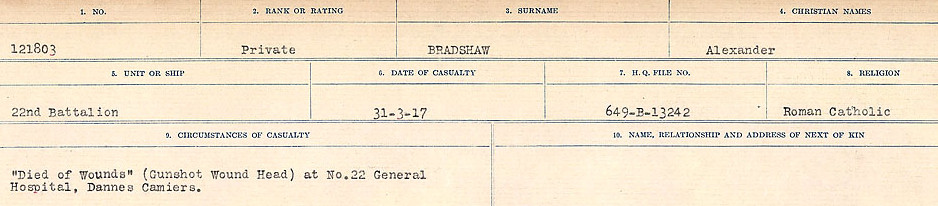 1. NO. 2. RANK OR RATING 3. SURNAME 4. CHRISTIAN NAMES
121803 Private BRADSHAW Alexander
5. UNIT OR SHIP 6. DATE OF CASUALTY 7. H.Q. FILE NO. 8. RELIGION
22nd Battalion 31-3-17 649-B-13242 Roman Catholic
9. CIRCUMSTANCES OF CASUALTY 10. NAME, RELATIONSHIP AND ADDRESS OF NEXT OF KIN
"Died of Wounds" (Gunshot Wound Head) at No.22 General
Hospital, Dannes Camiers.